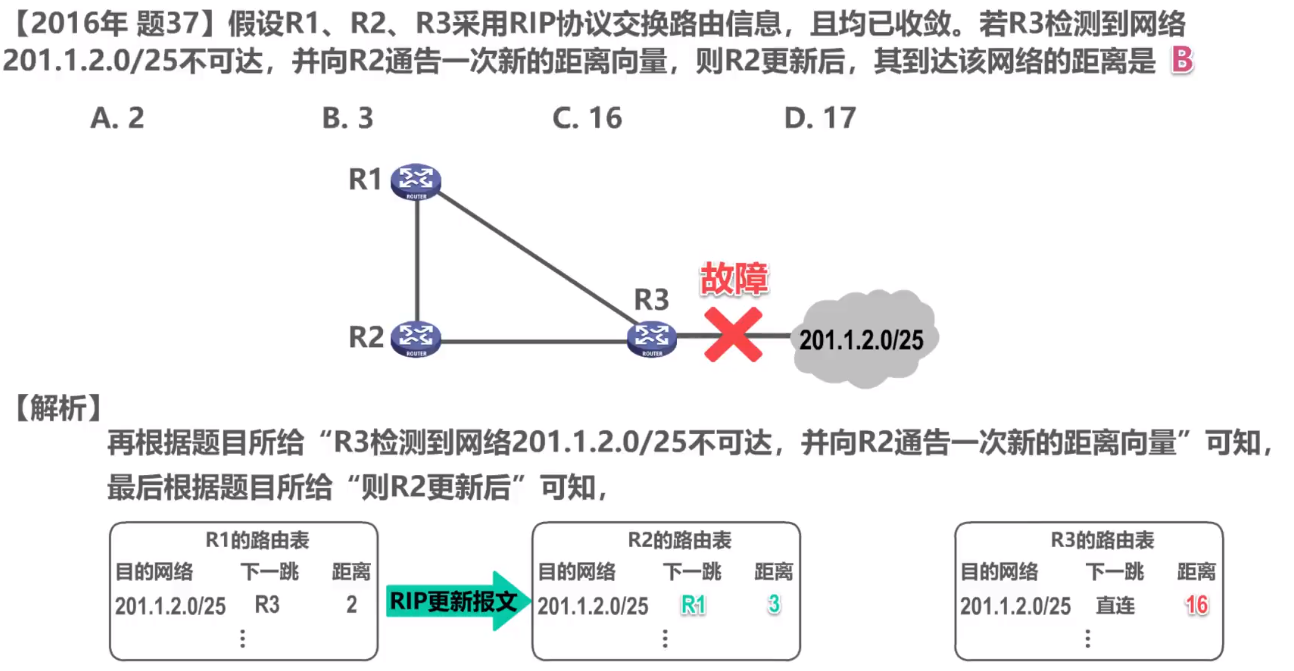 【2016年 题37】假设R1、R2、R3采用RIP协议交换路由信息，且均已收敛。若R3检测到网络
201.1.2.0/25不可达，并向R2通告一次新的距离向量，则R2更新后，其到达该网络的距离是 B
A. 2 B. 3 C. 16 D. 17
R1
ROUTER
故障
R3
R2
ROUTER
ROUTER
201.1.2.0/25
【解析】
再根据题目所给“R3检测到网络201.1.2.0/25不可达，并向R2通告一次新的距离向量”可知，
最后根据题目所给“则R2更新后”可知，
R1的路由表
目的网络 下一跳 距离
201.1.2.0/25 R3 2
⋮
RIP更新报文
R2的路由表
目的网络 下一跳 距离
201.1.2.0/25 R1 3
⋮
R3的路由表
目的网络 下一跳 距离
201.1.2.0/25 直连 16
⋮